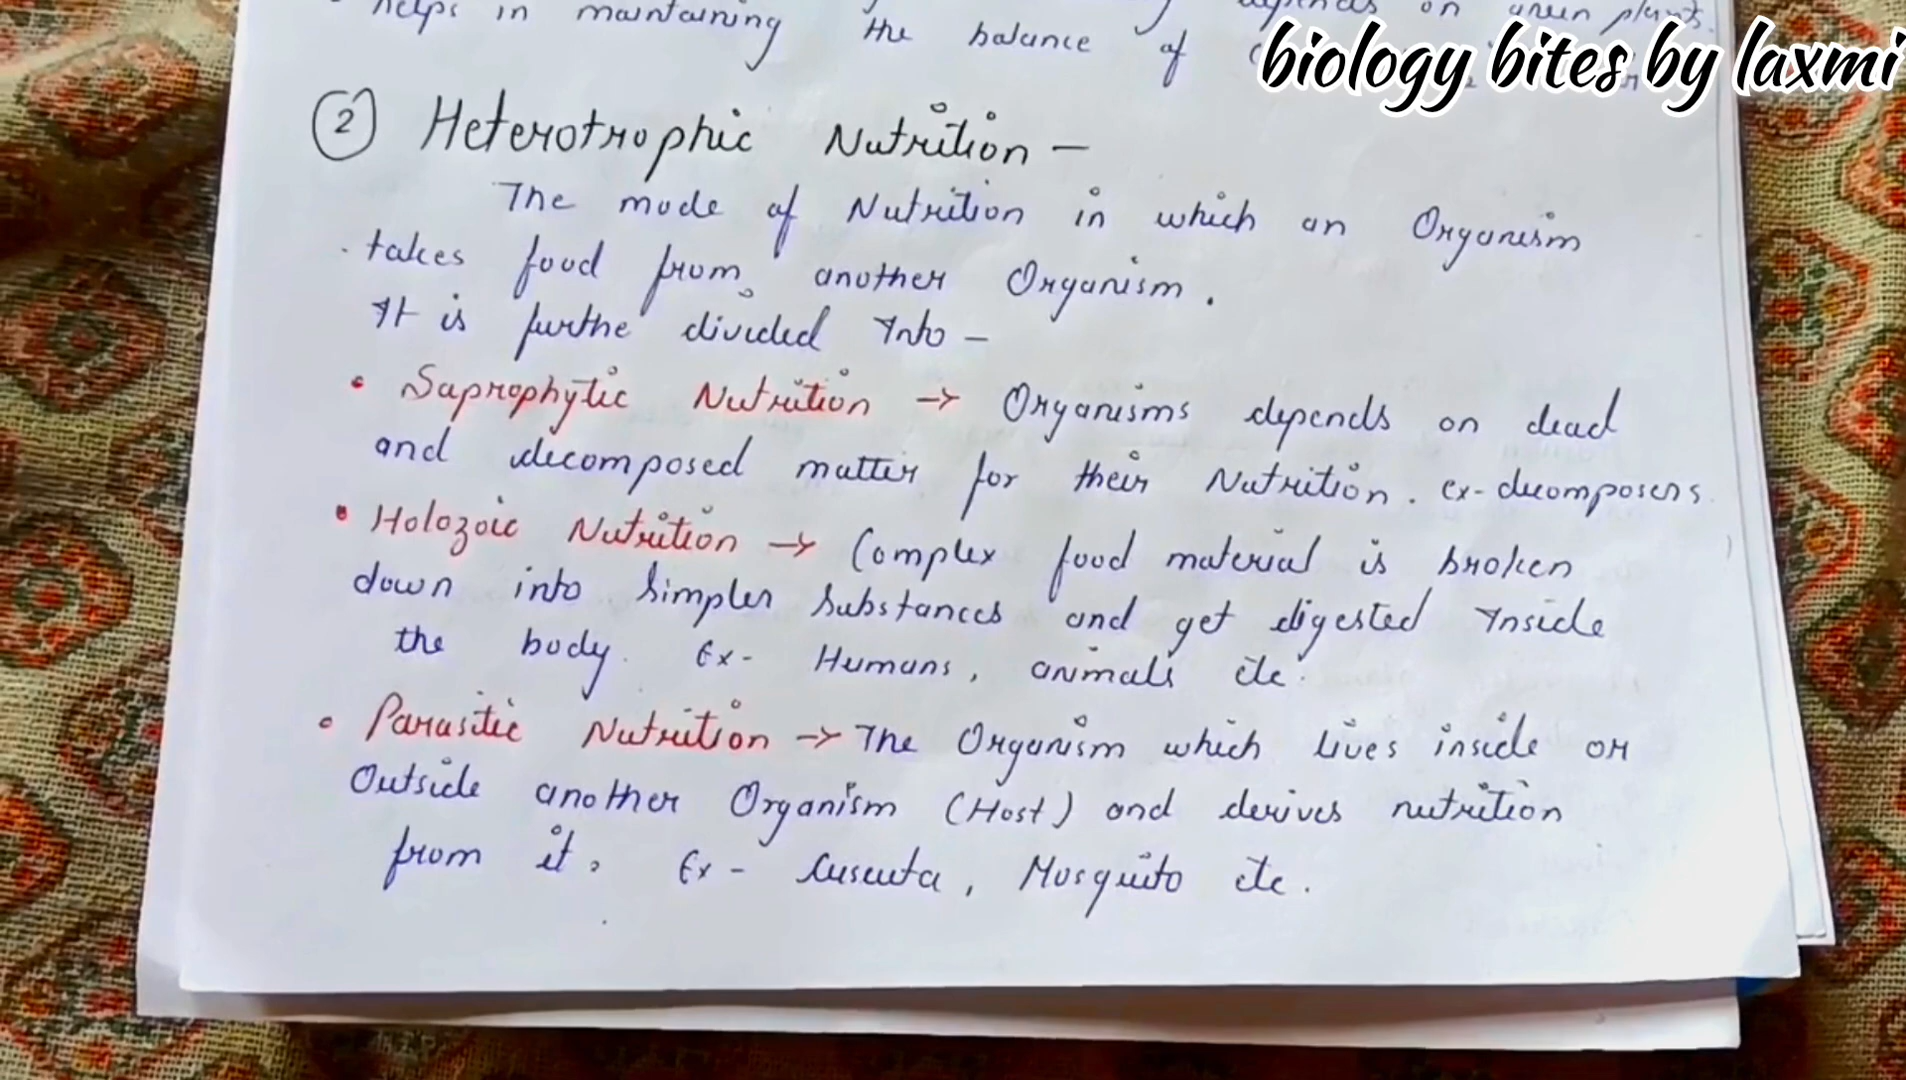 depends on green plants.
helps in maintaining the balance of
biology bites by laxmi
② Heterotrophic Nutrition -
The mode of Nutrition in which an Organism
takes food from another Organism.
It is furthe divided Into -
• Saprophytic Nutrition → Organisms depends on dead
and decomposed matter for their Nutrition. ex- decomposers.
• Holozoic Nutrition → Complex food material is broken
down into simpler substances and get digested Inside
the body. Ex- Humans, animals etc.
• Parasitic Nutrition → The Organism which lives inside or
Outside another Organism (Host) and derives nutrition
from it. Ex - Cuscuta, Mosquito etc.